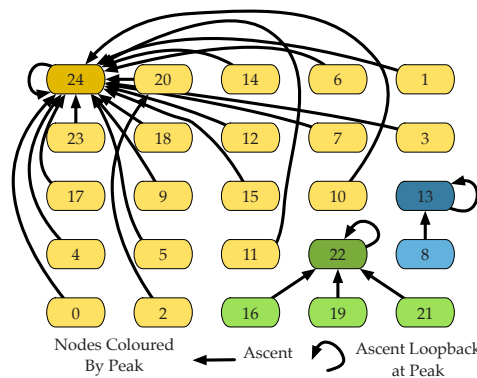 24 20 14 6 1
23 18 12 7 3
17 9 15 10 13
4 5 11 22 8
0 2 16 19 21
Nodes Coloured
By Peak
Ascent
Ascent Loopback
at Peak